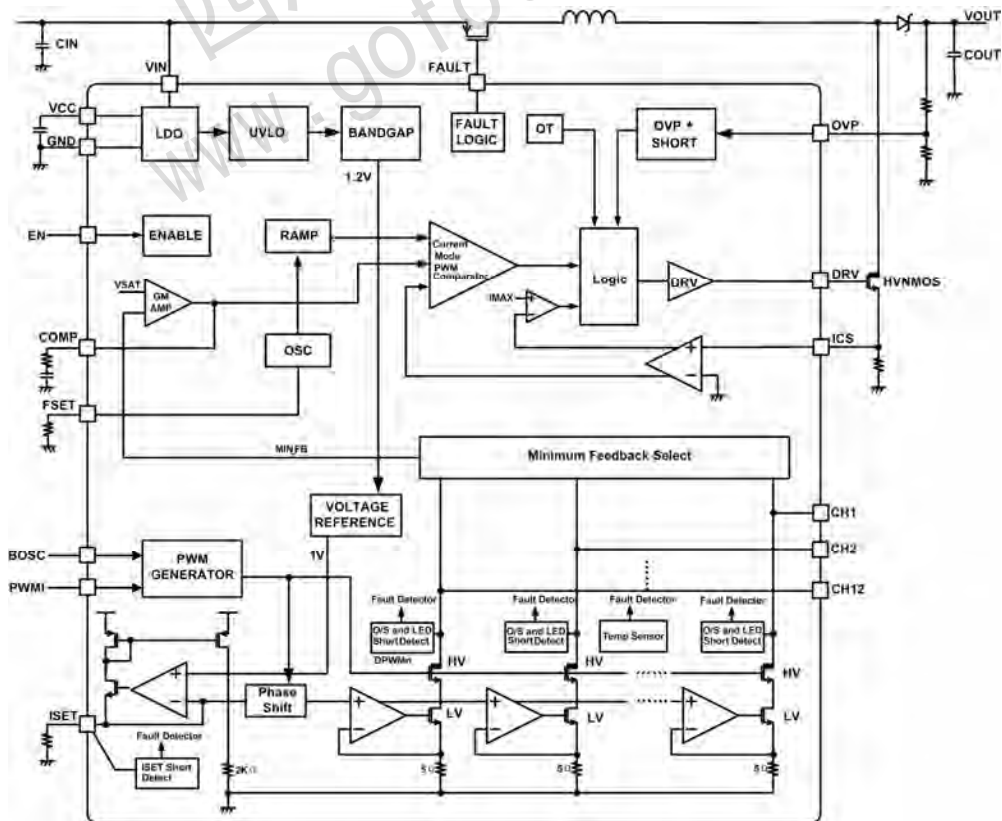 VOUT
CIN
COUT
VIN
FAULT
VCC
GND
LDO
UVLO
BANDGAP
FAULT
LOGIC
OT
OVP +
SHORT
OVP
1.2V
EN
ENABLE
RAMP
Current
Mode
PWM
Comparator
Logic
DRV
DRV
HVNMOS
VSAT
GM
AMP
IMAX
COMP
OSC
ICS
FSET
MINFB
Minimum Feedback Select
VOLTAGE
REFERENCE
CH1
BOSC
PWM
GENERATOR
1V
CH2
PWMI
CH12
Fault Detector
Fault Detector
Fault Detector
Fault Detector
O/S and LED
Short Detect
O/S and LED
Short Detect
Temp Sensor
O/S and LED
Short Detect
DPWMn
HV
HV
HV
Phase
Shift
LV
LV
LV
ISET
Fault Detector
ISET Short
Detect
2KΩ
5Ω
5Ω
5Ω